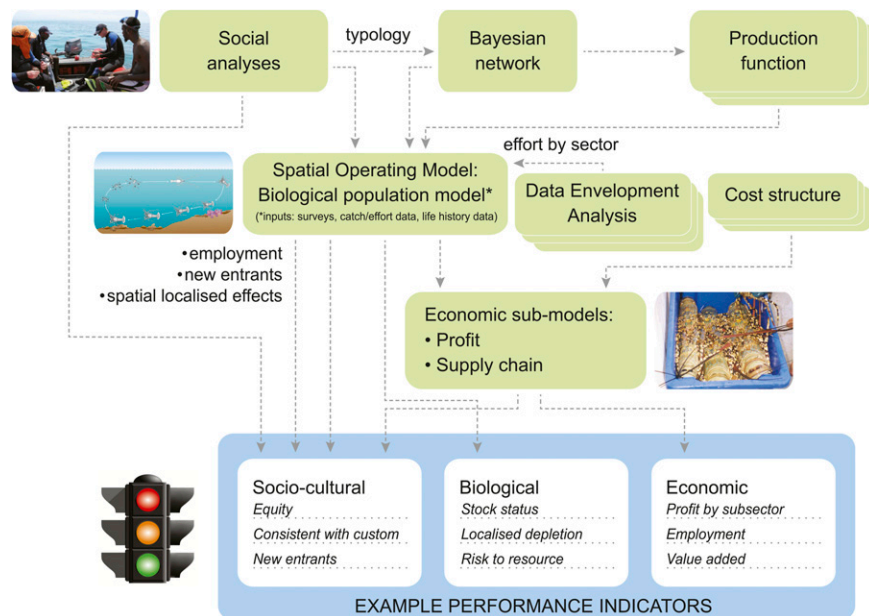 Social
analyses
typology
Bayesian
network
Production
function
effort by sector
Spatial Operating Model:
Biological population model*
(*inputs: surveys, catch/effort data, life history data)
Data Envelopment
Analysis
Cost structure
•employment
•new entrants
•spatial localised effects
Economic sub-models:
• Profit
• Supply chain
Socio-cultural
Equity
Consistent with custom
New entrants
Biological
Stock status
Localised depletion
Risk to resource
Economic
Profit by subsector
Employment
Value added
EXAMPLE PERFORMANCE INDICATORS